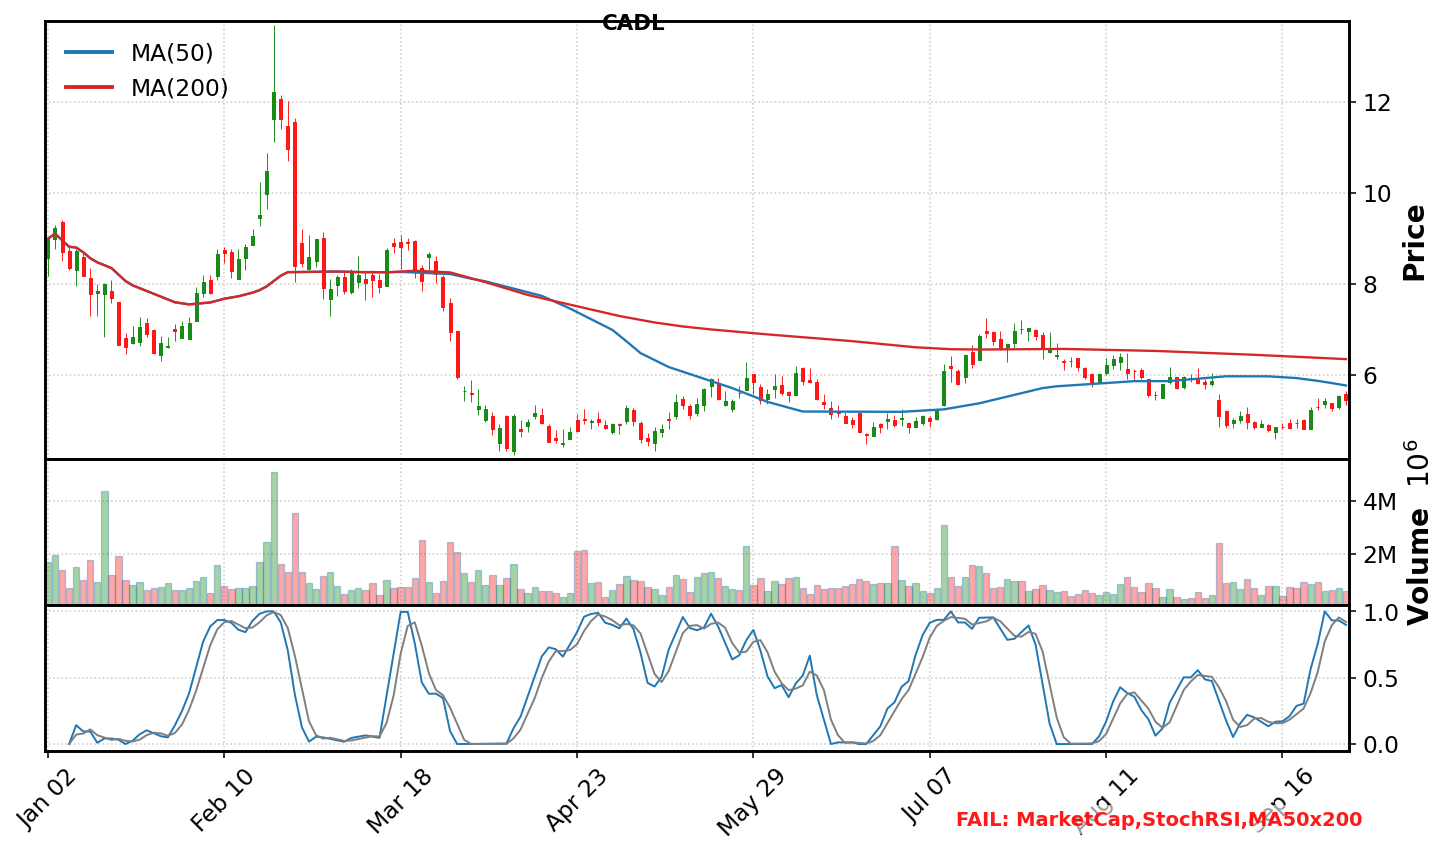 CADL
MA(50)
MA(200)
12
10
8
6
Price
4M
2M
Volume 10⁶
1.0
0.5
0.0
Jan 02
Feb 10
Mar 18
Apr 23
May 29
Jul 07
Aug 11
Sep 16
FAIL: MarketCap,StochRSI,MA50x200